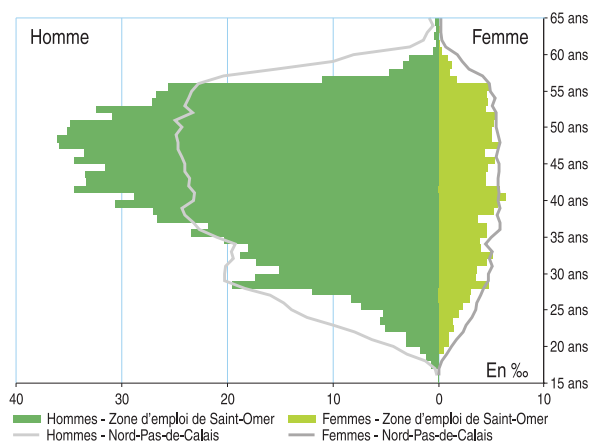 65 ans
Homme
Femme
60 ans
55 ans
50 ans
45 ans
40 ans
35 ans
30 ans
25 ans
20 ans
En ‰
15 ans
40 30 20 10 0 10
Hommes - Zone d'emploi de Saint-Omer Femmes - Zone d'emploi de Saint-Omer
Hommes - Nord-Pas-de-Calais Femmes - Nord-Pas-de-Calais